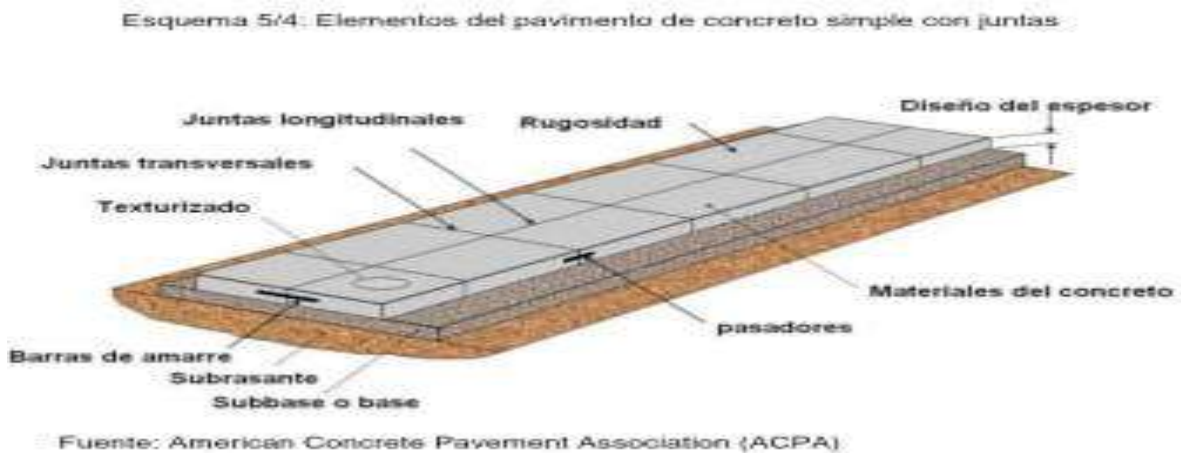 Esquema 5/4: Elementos del pavimento de concreto simple con juntas
Diseño del espesor
Juntas longitudinales
Rugosidad
Juntas transversales
Texturizado
Materiales del concreto
pasadores
Barras de amarre
Subrasante
Subbase o base
Fuente: American Concrete Pavement Association (ACPA)